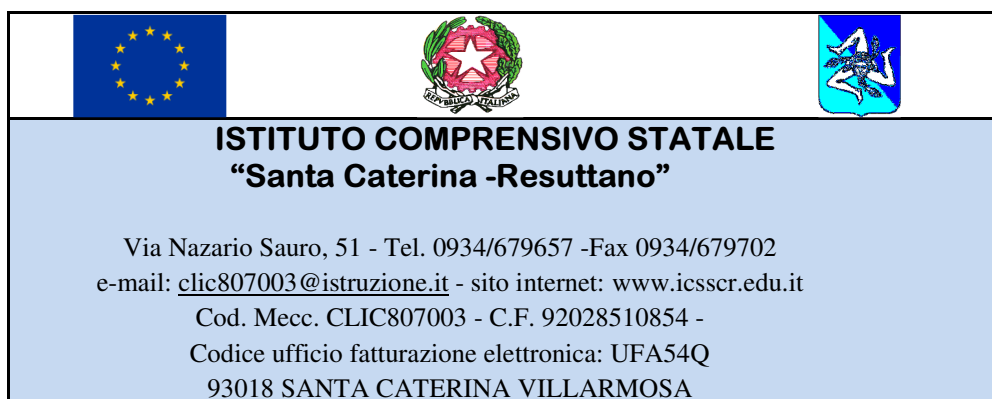 REPVBBLICA ITALIANA
ISTITUTO COMPRENSIVO STATALE
“Santa Caterina -Resuttano”
Via Nazario Sauro, 51 - Tel. 0934/679657 -Fax 0934/679702
e-mail: clic807003@istruzione.it - sito internet: www.icsscr.edu.it
Cod. Mecc. CLIC807003 - C.F. 92028510854 -
Codice ufficio fatturazione elettronica: UFA54Q
93018 SANTA CATERINA VILLARMOSA